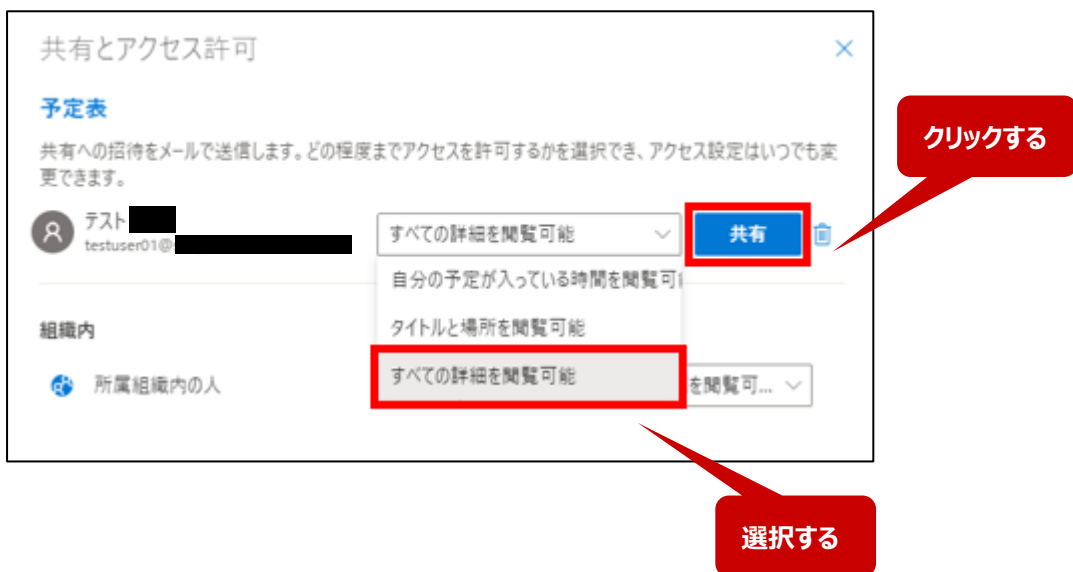 共有とアクセス許可
予定表
共有への招待をメールで送信します。どの程度までアクセスを許可するかを選択でき、アクセス設定はいつでも変
更できます。
クリックする
テスト
testuser01@
すべての詳細を閲覧可能
共有
自分の予定が入っている時間を閲覧可
タイトルと場所を閲覧可能
すべての詳細を閲覧可能
組織内
所属組織内の人
を閲覧可...
選択する